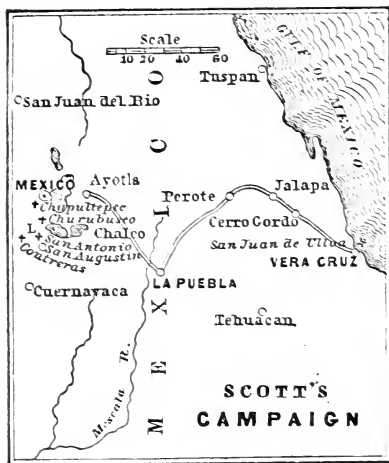 Scale
10 20 30 60
Tuspan
GULF OF MEXICO
San Juan del Rio
MEXICO
Ayotla
Chapultepec
Churubusco
Chalco
L.
San Antonio
San Augustin
Contreras
Cuernavaca
Perote
Jalapa
Cerro Gordo
San Juan de Ulloa
VERA CRUZ
LA PUEBLA
Tehuacan
Mescala R.
MEXICO
SCOTT'S
CAMPAIGN